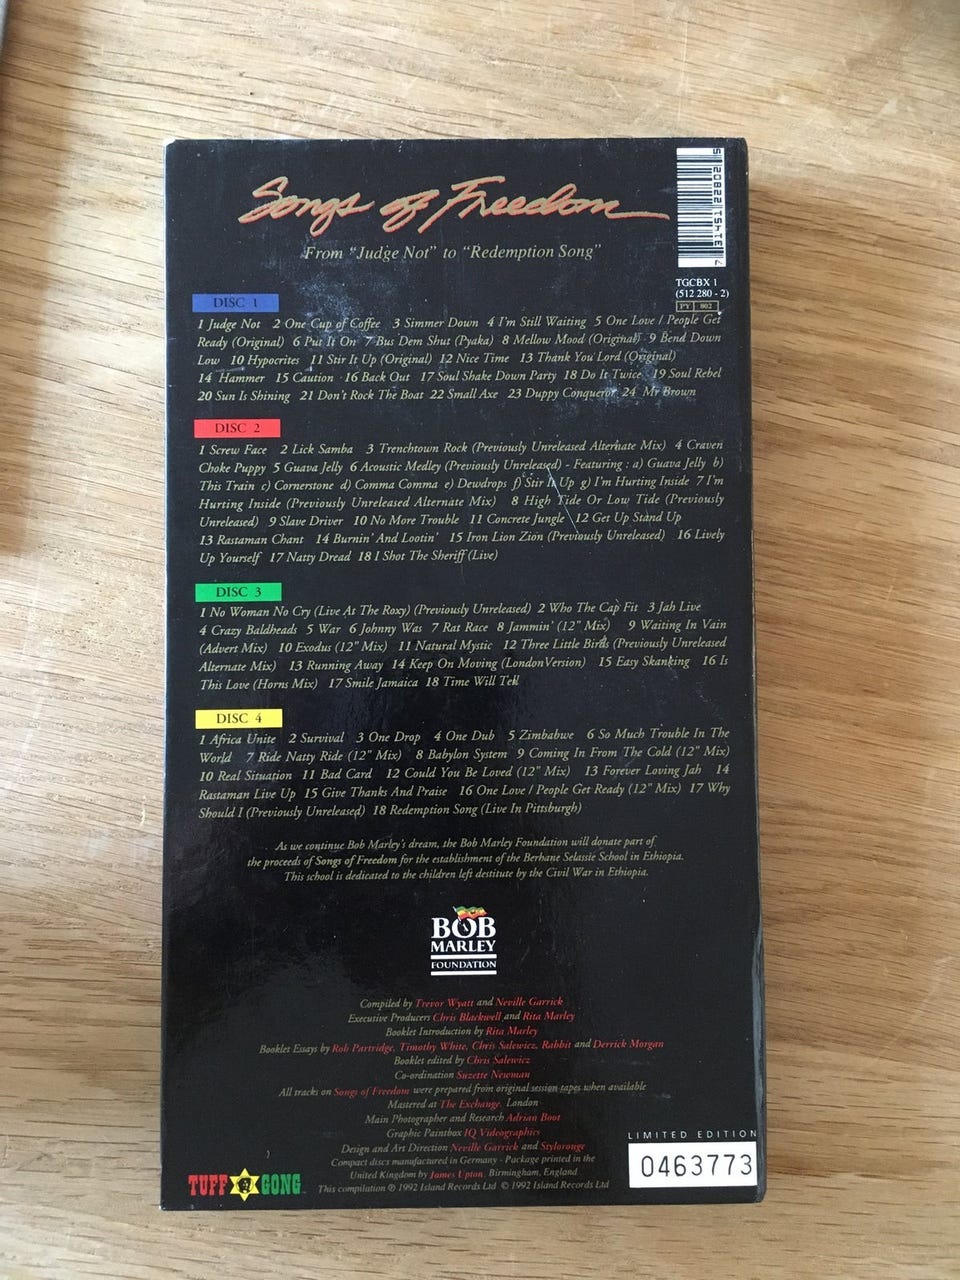 Songs of Freedom
From "Judge Not" to "Redemption Song"
5 020822 154137
TGCBX 1
(512 280 - 2)
PY 802
DISC 1
1 Judge Not 2 One Cup of Coffee 3 Simmer Down 4 I'm Still Waiting 5 One Love / People Get
Ready (Original) 6 Put It On 7 Bus Dem Shut (Pyaka) 8 Mellow Mood (Original) 9 Bend Down
Low 10 Hypocrites 11 Stir It Up (Original) 12 Nice Time 13 Thank You Lord (Original)
14 Hammer 15 Caution 16 Back Out 17 Soul Shake Down Party 18 Do It Twice 19 Soul Rebel
20 Sun Is Shining 21 Don't Rock The Boat 22 Small Axe 23 Duppy Conqueror 24 Mr Brown
DISC 2
1 Screw Face 2 Lick Samba 3 Trenchtown Rock (Previously Unreleased Alternate Mix) 4 Craven
Choke Puppy 5 Guava Jelly 6 Acoustic Medley (Previously Unreleased) - Featuring : a) Guava Jelly b)
This Train c) Cornerstone d) Comma Comma e) Dewdrops f) Stir It Up g) I'm Hurting Inside 7 I'm
Hurting Inside (Previously Unreleased Alternate Mix) 8 High Tide Or Low Tide (Previously
Unreleased) 9 Slave Driver 10 No More Trouble 11 Concrete Jungle 12 Get Up Stand Up
13 Rastaman Chant 14 Burnin' And Lootin' 15 Iron Lion Zion (Previously Unreleased) 16 Lively
Up Yourself 17 Natty Dread 18 I Shot The Sheriff (Live)
DISC 3
1 No Woman No Cry (Live At The Roxy) (Previously Unreleased) 2 Who The Cap Fit 3 Jah Live
4 Crazy Baldheads 5 War 6 Johnny Was 7 Rat Race 8 Jammin' (12" Mix) 9 Waiting In Vain
(Advert Mix) 10 Exodus (12" Mix) 11 Natural Mystic 12 Three Little Birds (Previously Unreleased
Alternate Mix) 13 Running Away 14 Keep On Moving (London Version) 15 Easy Skanking 16 Is
This Love (Horns Mix) 17 Smile Jamaica 18 Time Will Tell
DISC 4
1 Africa Unite 2 Survival 3 One Drop 4 One Dub 5 Zimbabwe 6 So Much Trouble In The
World 7 Ride Natty Ride (12" Mix) 8 Babylon System 9 Coming In From The Cold (12" Mix)
10 Real Situation 11 Bad Card 12 Could You Be Loved (12" Mix) 13 Forever Loving Jah 14
Rastaman Live Up 15 Give Thanks And Praise 16 One Love / People Get Ready (12" Mix) 17 Why
Should I (Previously Unreleased) 18 Redemption Song (Live In Pittsburgh)
As we continue Bob Marley's dream, the Bob Marley Foundation will donate part of
the proceeds of Songs of Freedom for the establishment of the Berhane Selassie School in Ethiopia.
This school is dedicated to the children left destitute by the Civil War in Ethiopia.
BOB
MARLEY
FOUNDATION
Compiled by Trevor Wyatt and Neville Garrick
Executive Producers Chris Blackwell and Rita Marley
Booklet Introduction by Rita Marley
Booklet Essays by Rob Partridge, Timothy White, Chris Salewicz, Rabbit and Derrick Morgan
Booklet edited by Chris Salewicz
Co-ordination Suzette Newman
All tracks on Songs of Freedom were prepared from original session tapes when available
Mastered at The Exchange, London
Main Photographer and Research Adrian Boot
Graphic Paintbox IQ Videographics
Design and Art Direction Neville Garrick and Stylorouge
Compact discs manufactured in Germany - Package printed in the
United Kingdom by James Upton, Birmingham, England
This compilation ℗ 1992 Island Records Ltd © 1992 Island Records Ltd
TUFF GONG
LIMITED EDITION
0463773